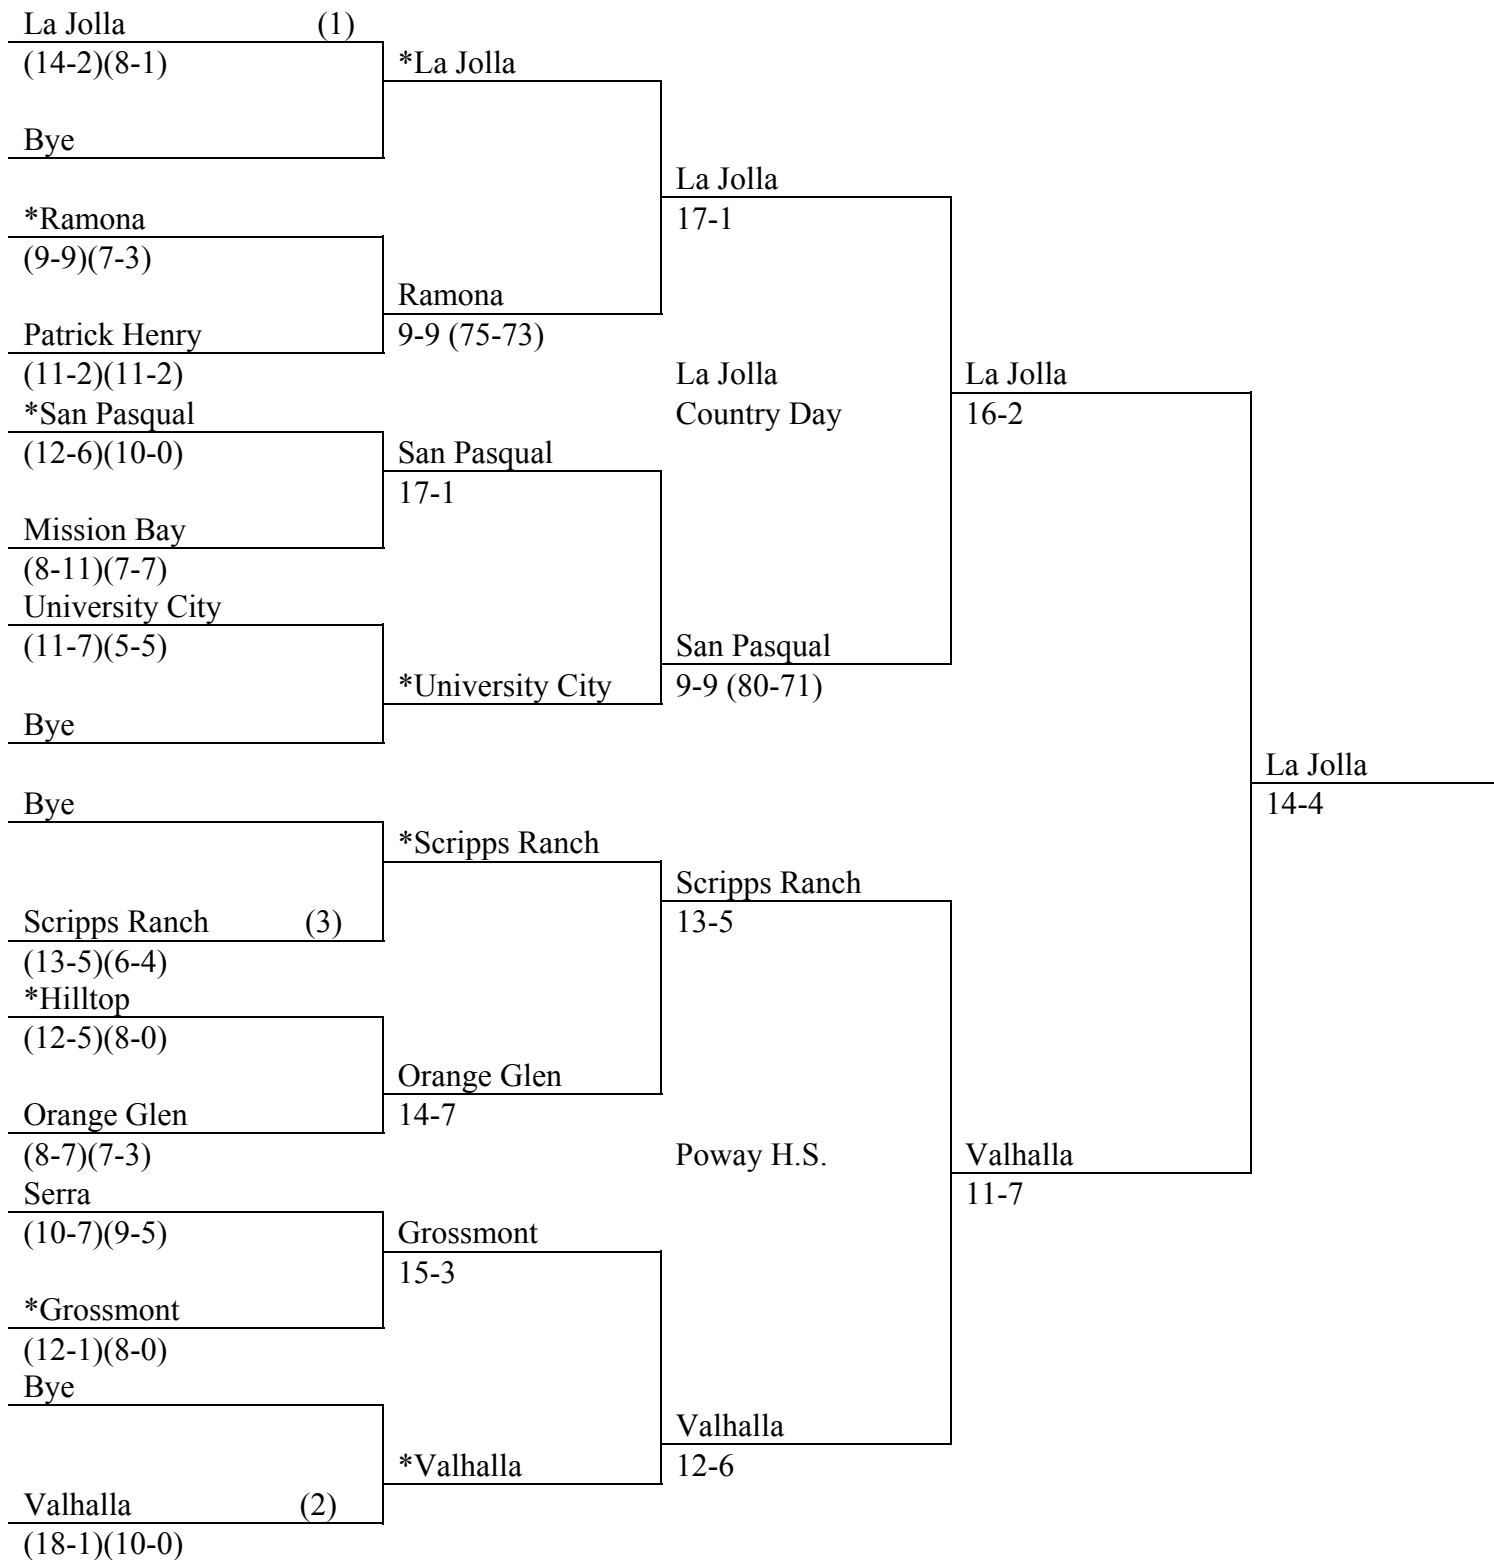 La Jolla (1)
(14-2)(8-1)
Bye
*Ramona
(9-9)(7-3)
Patrick Henry
(11-2)(11-2)
*San Pasqual
(12-6)(10-0)
Mission Bay
(8-11)(7-7)
University City
(11-7)(5-5)
Bye
Bye
Scripps Ranch (3)
(13-5)(6-4)
*Hilltop
(12-5)(8-0)
Orange Glen
(8-7)(7-3)
Serra
(10-7)(9-5)
*Grossmont
(12-1)(8-0)
Bye
Valhalla (2)
(18-1)(10-0)
*La Jolla
Ramona
9-9 (75-73)
San Pasqual
17-1
*University City
*Scripps Ranch
Orange Glen
14-7
Grossmont
15-3
*Valhalla
La Jolla
17-1
La Jolla
Country Day
San Pasqual
9-9 (80-71)
Scripps Ranch
13-5
Poway H.S.
Valhalla
12-6
La Jolla
16-2
Valhalla
11-7
La Jolla
14-4